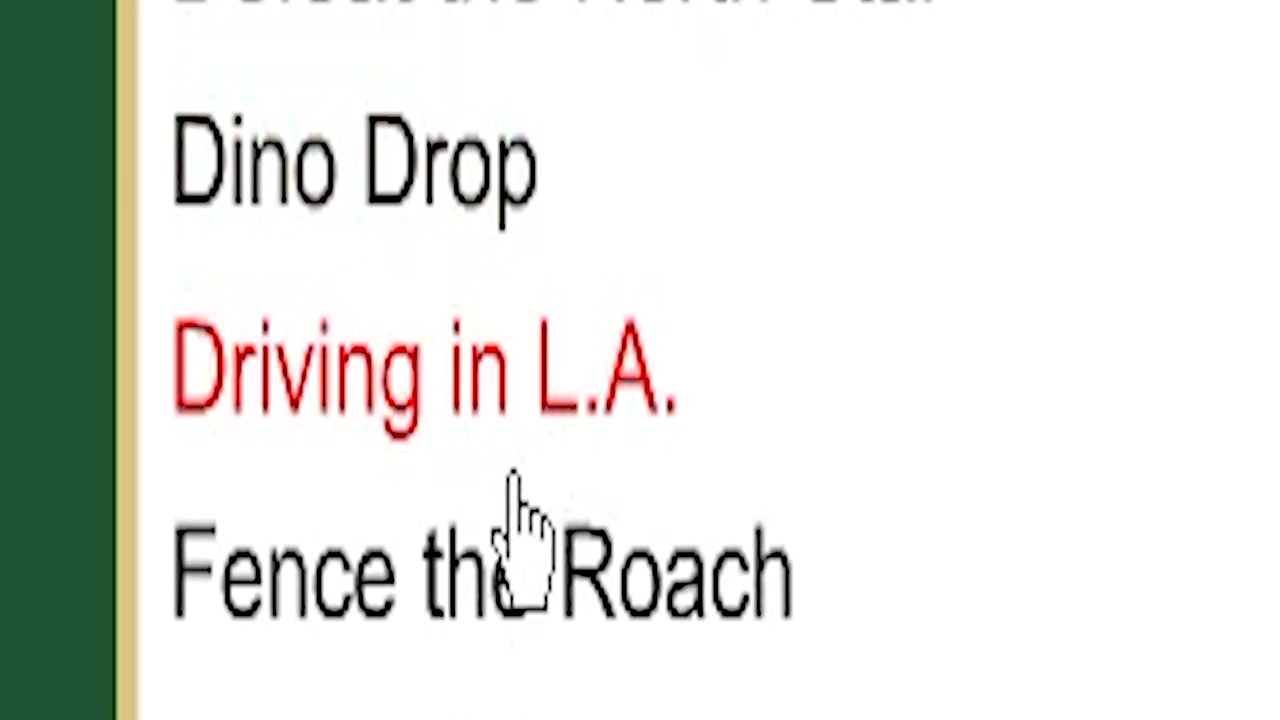 Dino Drop
Driving in L.A.
Fence the Roach